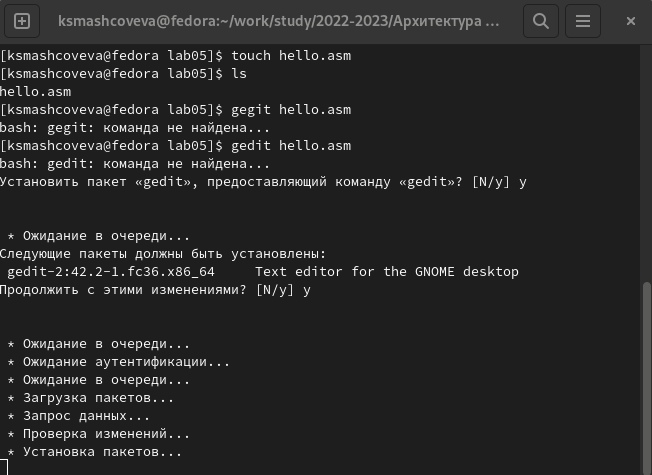 ksmashcoveva@fedora:~/work/study/2022-2023/Архитектура ...
[ksmashcoveva@fedora lab05]$ touch hello.asm
[ksmashcoveva@fedora lab05]$ ls
hello.asm
[ksmashcoveva@fedora lab05]$ gegit hello.asm
bash: gegit: команда не найдена...
[ksmashcoveva@fedora lab05]$ gedit hello.asm
bash: gedit: команда не найдена...
Установить пакет «gedit», предоставляющий команду «gedit»? [N/y] y
* Ожидание в очереди...
Следующие пакеты должны быть установлены:
gedit-2:42.2-1.fc36.x86_64 Text editor for the GNOME desktop
Продолжить с этими изменениями? [N/y] y
* Ожидание в очереди...
* Ожидание аутентификации...
* Ожидание в очереди...
* Загрузка пакетов...
* Запрос данных...
* Проверка изменений...
* Установка пакетов...